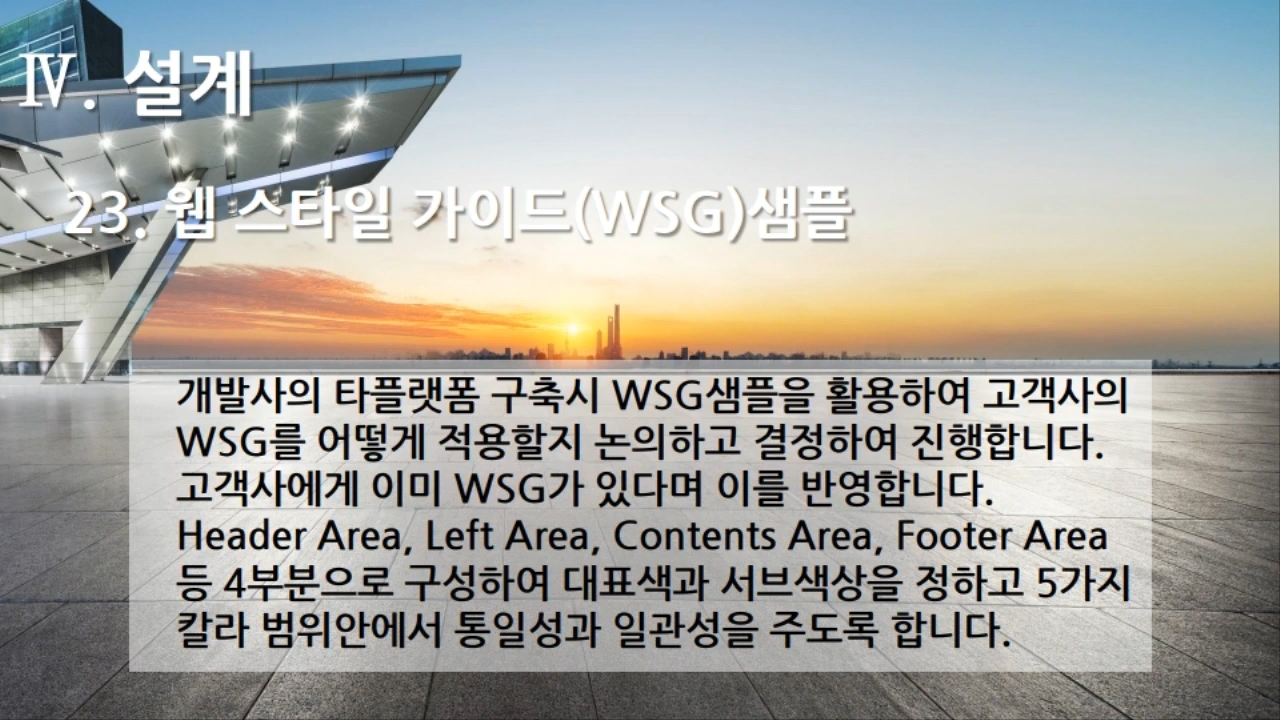 Ⅳ. 설계
23. 웹 스타일 가이드(WSG)샘플
개발사의 타플랫폼 구축시 WSG샘플을 활용하여 고객사의
WSG를 어떻게 적용할지 논의하고 결정하여 진행합니다.
고객사에게 이미 WSG가 있다며 이를 반영합니다.
Header Area, Left Area, Contents Area, Footer Area
등 4부분으로 구성하여 대표색과 서브색상을 정하고 5가지
칼라 범위안에서 통일성과 일관성을 주도록 합니다.